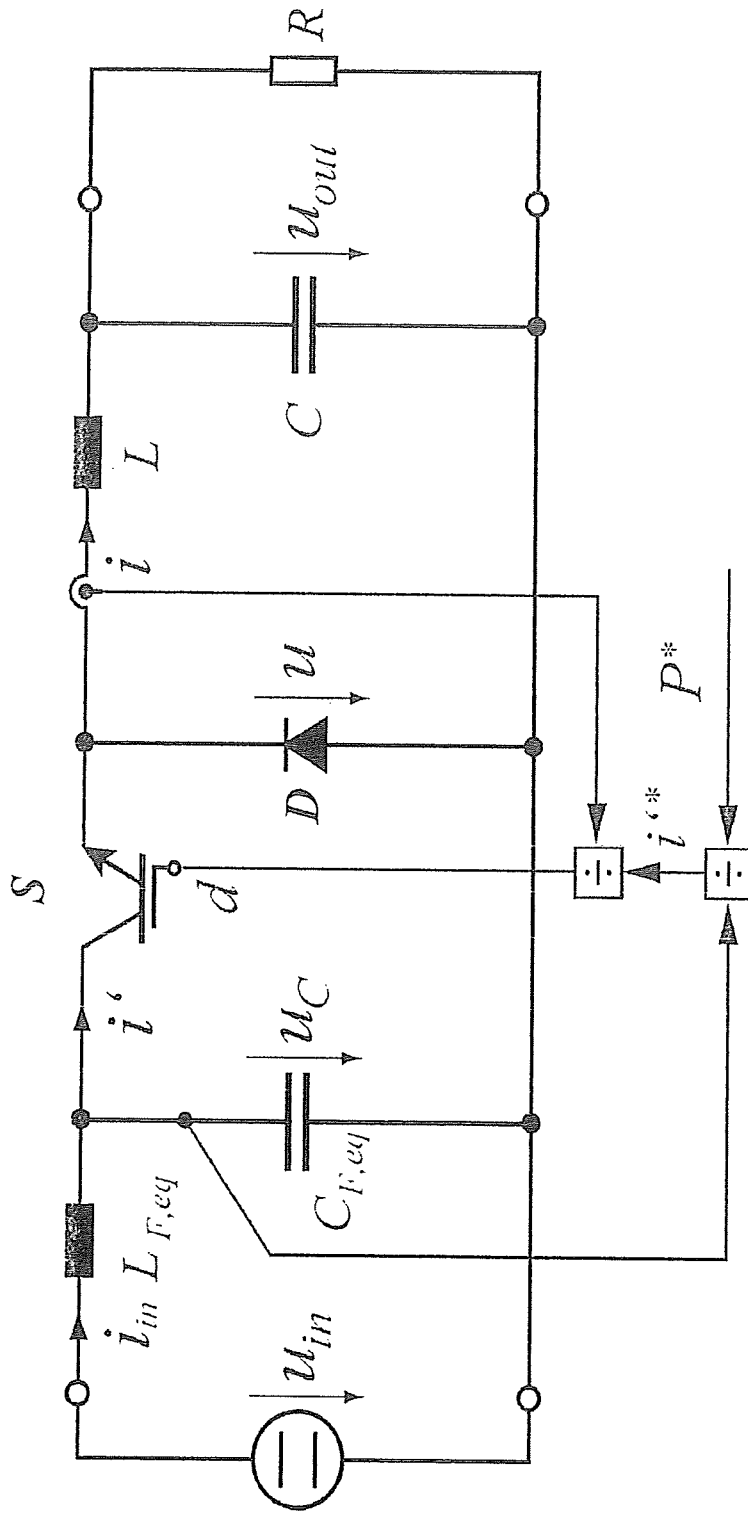 S
i_in L_F,eq
i‘
i
L
R
u_in
C_F,eq
u_C
d
D
u
C
u_out
÷
i‘*
÷
P*